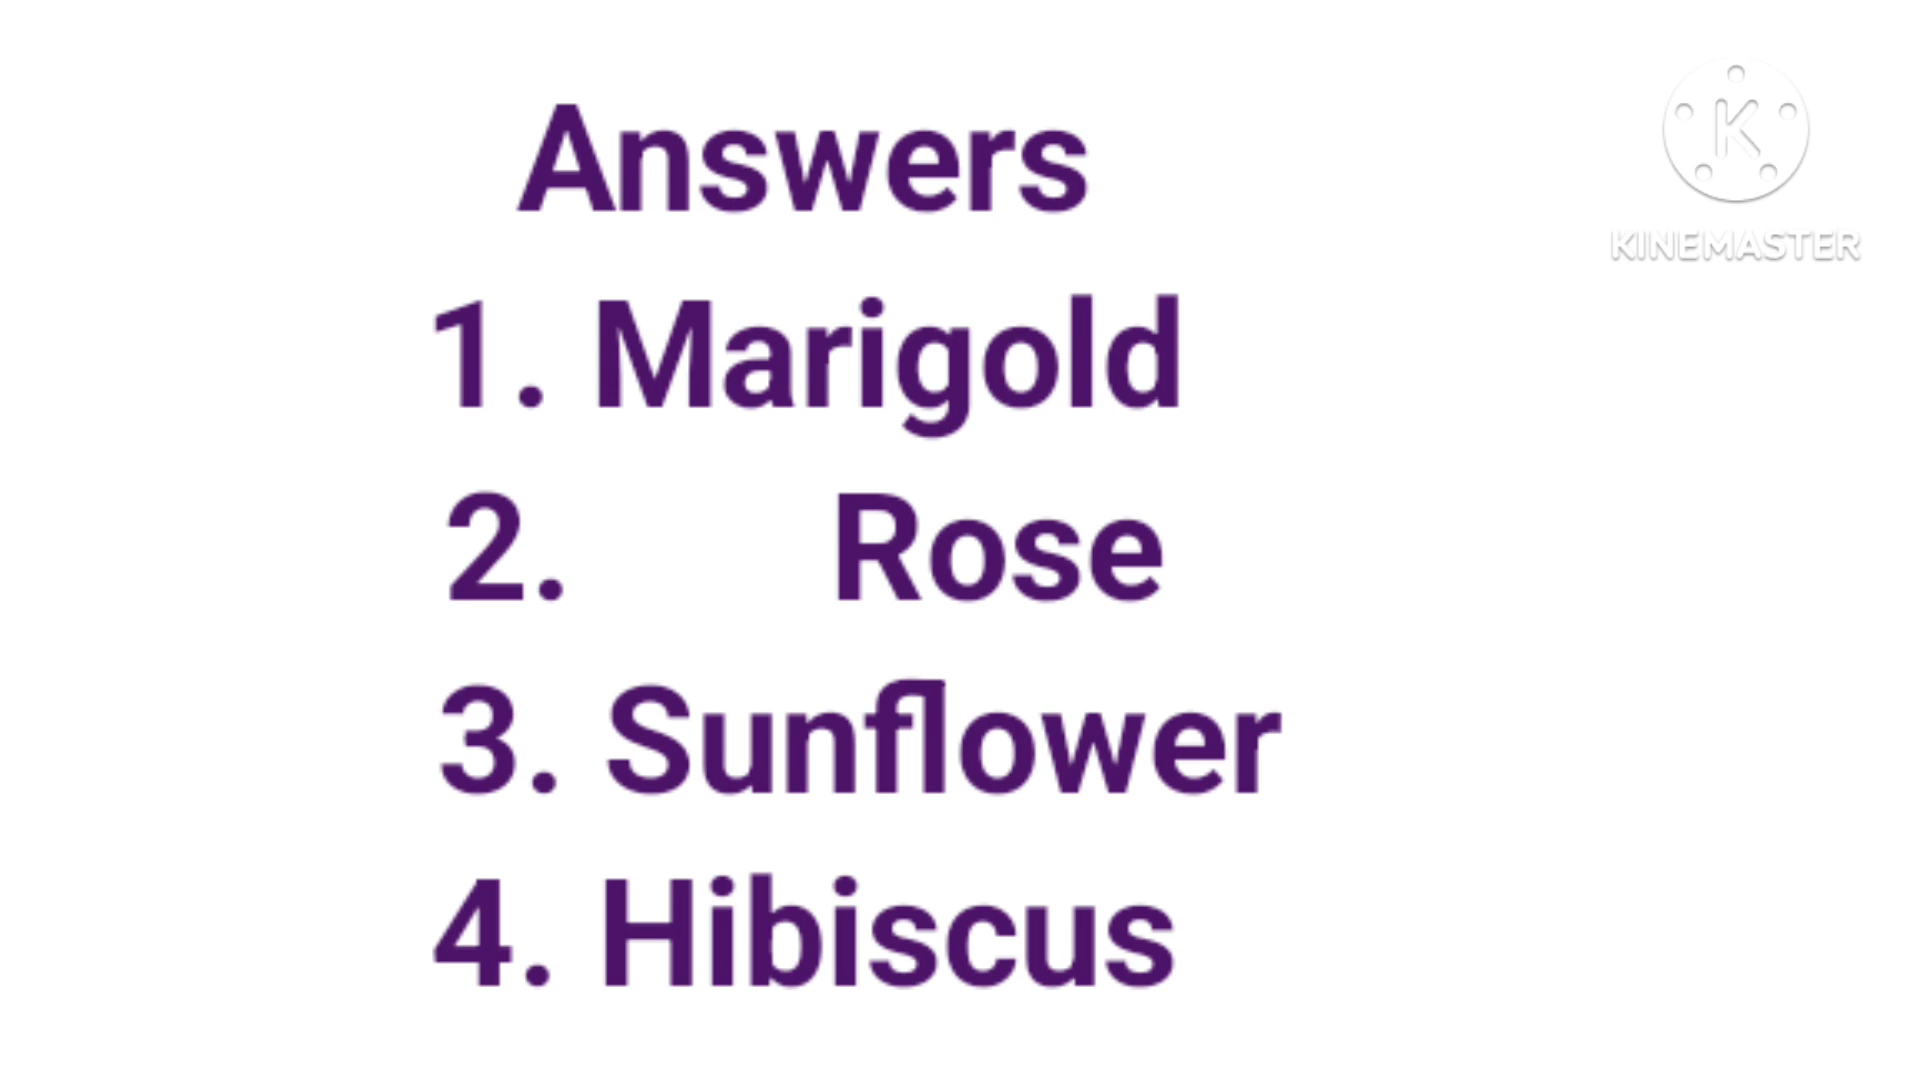 Answers
1. Marigold
2. Rose
3. Sunflower
4. Hibiscus
K
KINEMASTER